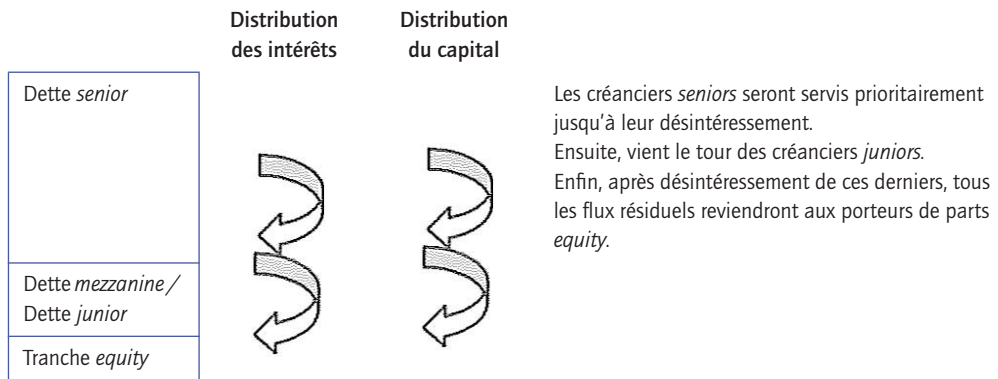 Distribution
des intérêts
Distribution
du capital
Dette senior
Les créanciers seniors seront servis prioritairement
jusqu'à leur désintéressement.
Ensuite, vient le tour des créanciers juniors.
Enfin, après désintéressement de ces derniers, tous
les flux résiduels reviendront aux porteurs de parts
equity.
Dette mezzanine /
Dette junior
Tranche equity